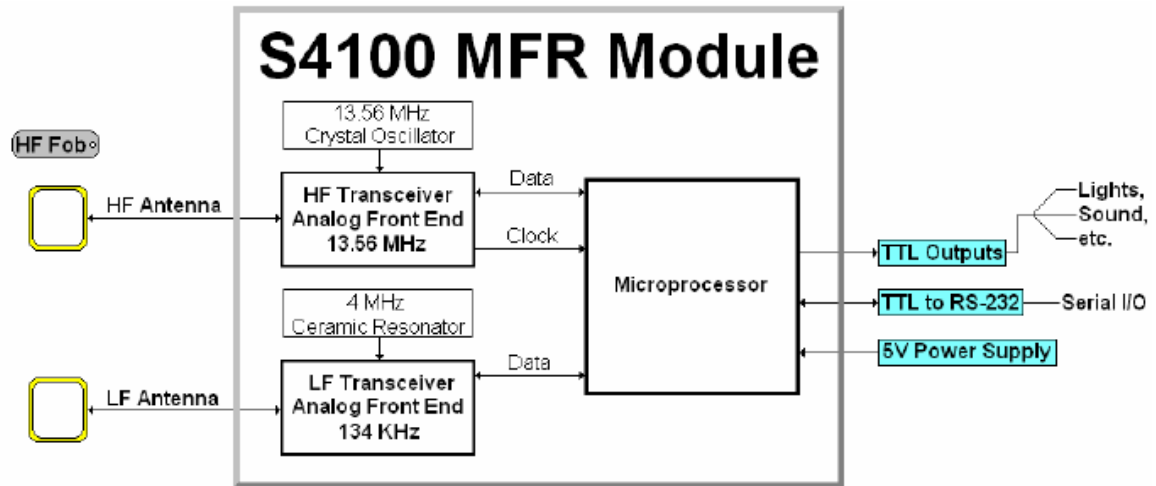 S4100 MFR Module
13.56 MHz
Crystal Oscillator
HF Fob
HF Antenna
HF Transceiver
Analog Front End
13.56 MHz
Data
Clock
Microprocessor
4 MHz
Ceramic Resonator
LF Antenna
LF Transceiver
Analog Front End
134 KHz
Data
TTL Outputs
Lights,
Sound,
etc.
TTL to RS-232
Serial I/O
5V Power Supply